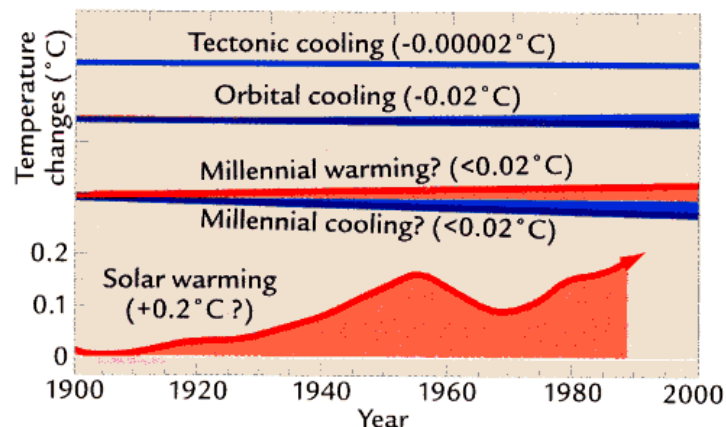 Tectonic cooling (-0.00002˚C)
Temperature
changes (˚C)
Orbital cooling (-0.02˚C)
Millennial warming? (<0.02˚C)
Millennial cooling? (<0.02˚C)
0.2
Solar warming
(+0.2˚C ?)
0.1
0
1900 1920 1940 1960 1980 2000
Year